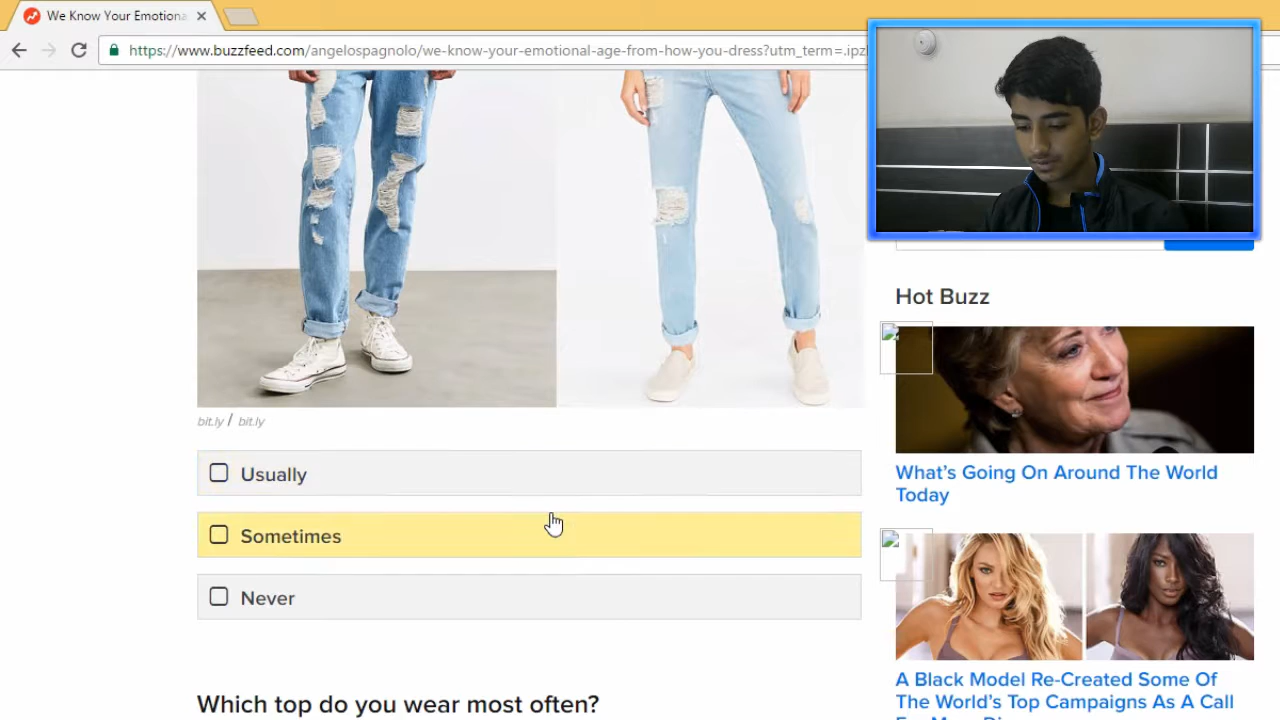 We Know Your Emotiona
https://www.buzzfeed.com/angelospagnolo/we-know-your-emotional-age-from-how-you-dress?utm_term=.ipz
bit.ly / bit.ly
Usually
Sometimes
Never
Which top do you wear most often?
Hot Buzz
What's Going On Around The World
Today
A Black Model Re-Created Some Of
The World's Top Campaigns As A Call